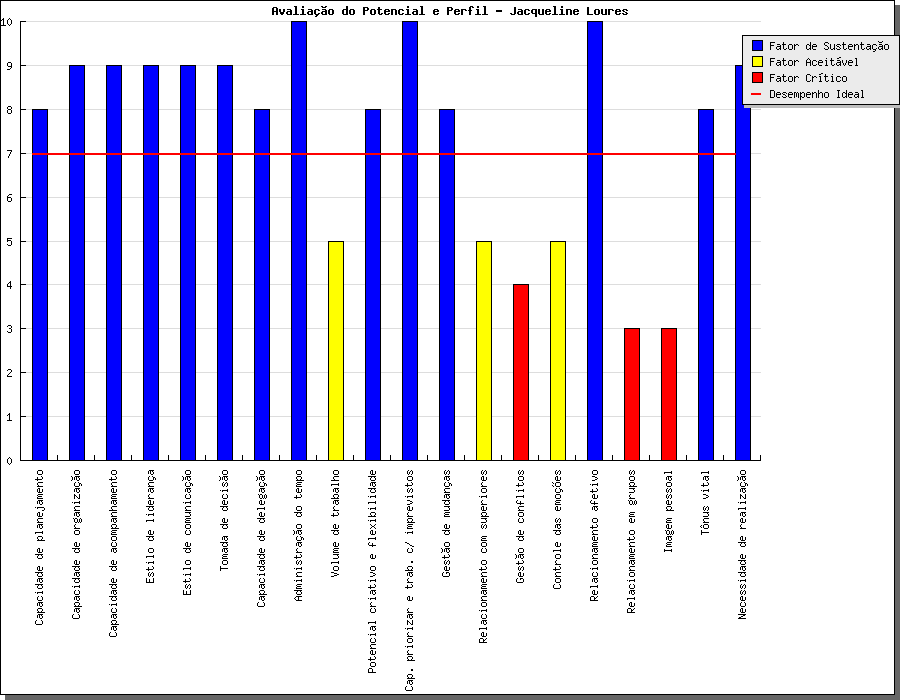 Avaliação do Potencial e Perfil - Jacqueline Loures
Fator de Sustentação
Fator Aceitável
Fator Crítico
Desempenho Ideal
10
9
8
7
6
5
4
3
2
1
0
Capacidade de planejamento
Capacidade de organização
Capacidade de acompanhamento
Estilo de liderança
Estilo de comunicação
Tomada de decisão
Capacidade de delegação
Administração do tempo
Volume de trabalho
Potencial criativo e flexibilidade
Cap. priorizar e trab. c/ imprevistos
Gestão de mudanças
Relacionamento com superiores
Gestão de conflitos
Controle das emoções
Relacionamento afetivo
Relacionamento em grupos
Imagem pessoal
Tônus vital
Necessidade de realização